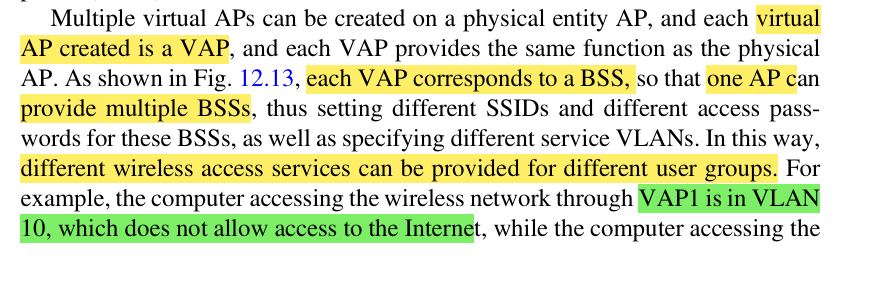 Multiple virtual APs can be created on a physical entity AP, and each virtual
AP created is a VAP, and each VAP provides the same function as the physical
AP. As shown in Fig. 12.13, each VAP corresponds to a BSS, so that one AP can
provide multiple BSSs, thus setting different SSIDs and different access pass-
words for these BSSs, as well as specifying different service VLANs. In this way,
different wireless access services can be provided for different user groups. For
example, the computer accessing the wireless network through VAP1 is in VLAN
10, which does not allow access to the Internet, while the computer accessing the